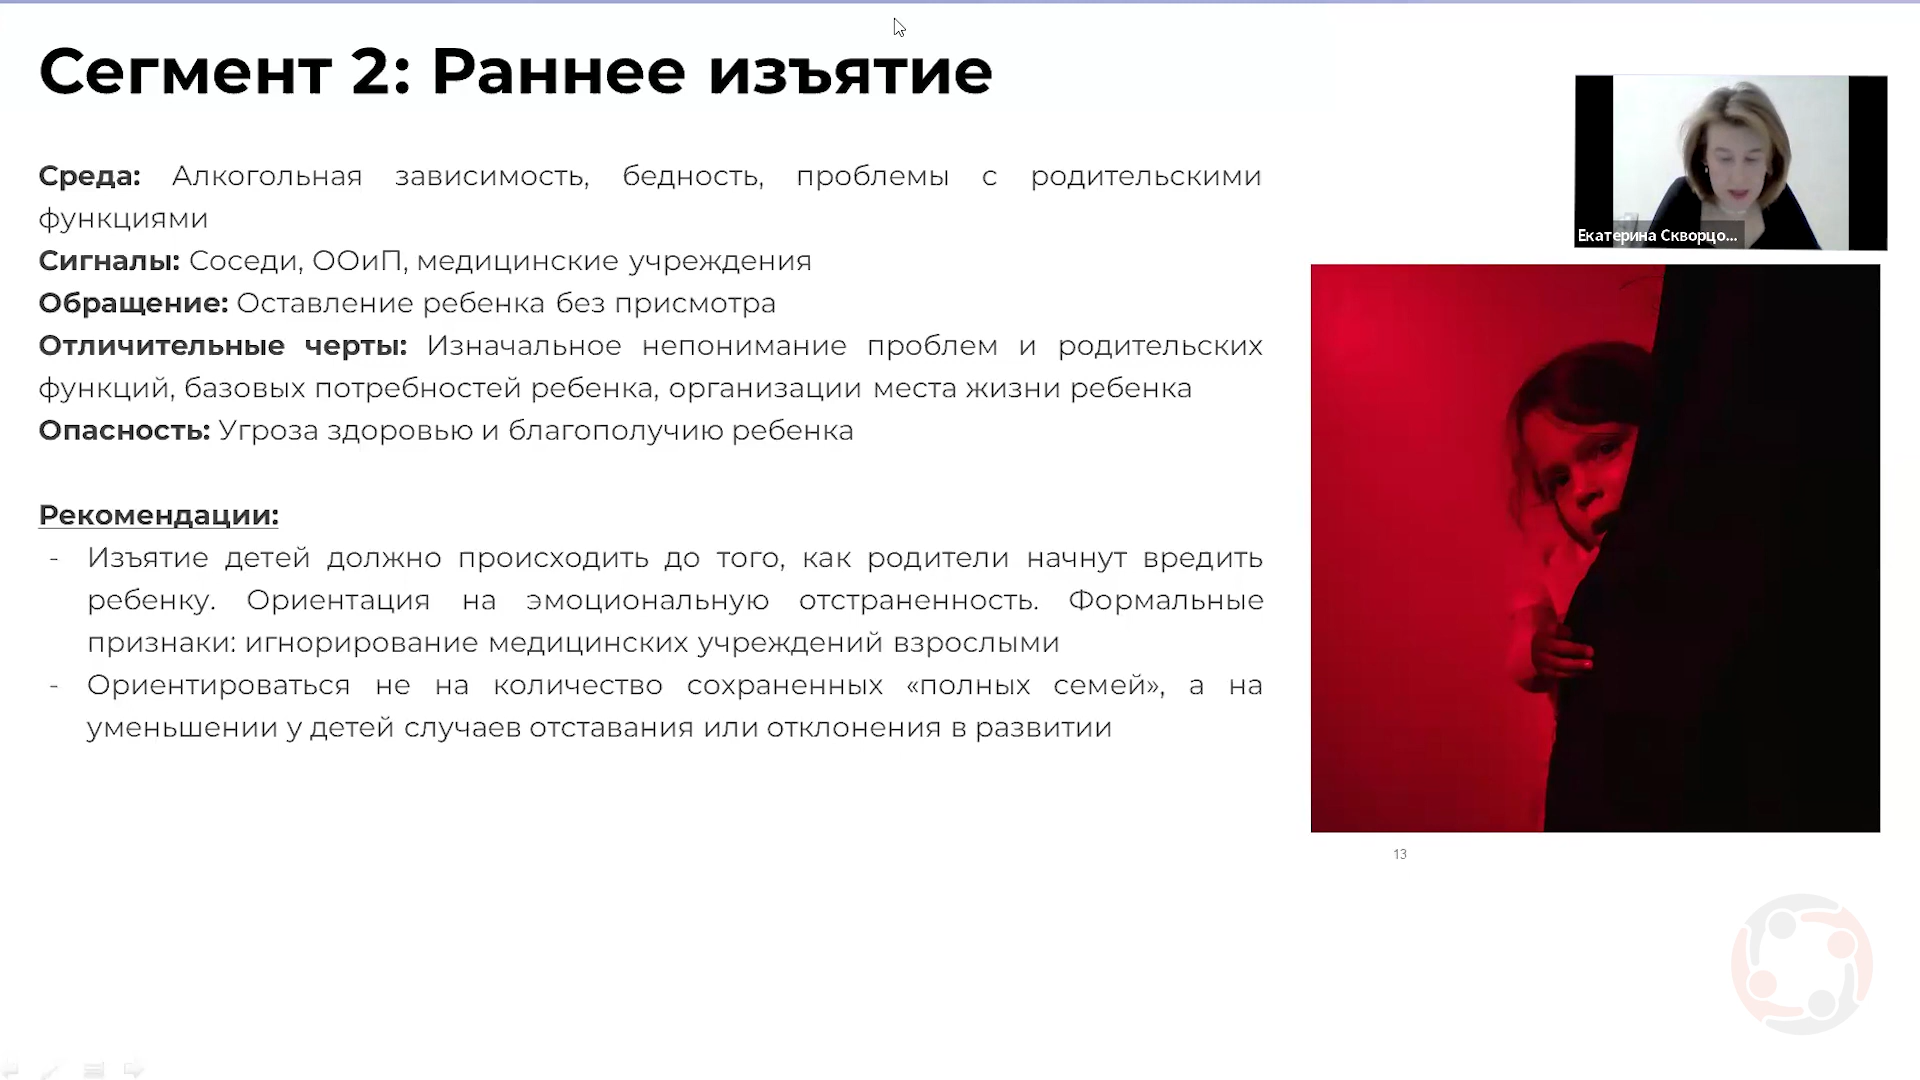 Сегмент 2: Раннее изъятие
Екатерина Скворцо...
Среда: Алкогольная зависимость, бедность, проблемы с родительскими
функциями
Сигналы: Соседи, ООиП, медицинские учреждения
Обращение: Оставление ребенка без присмотра
Отличительные черты: Изначальное непонимание проблем и родительских
функций, базовых потребностей ребенка, организации места жизни ребенка
Опасность: Угроза здоровью и благополучию ребенка
Рекомендации:
- Изъятие детей должно происходить до того, как родители начнут вредить
ребенку. Ориентация на эмоциональную отстраненность. Формальные
признаки: игнорирование медицинских учреждений взрослыми
- Ориентироваться не на количество сохраненных «полных семей», а на
уменьшении у детей случаев отставания или отклонения в развитии
13